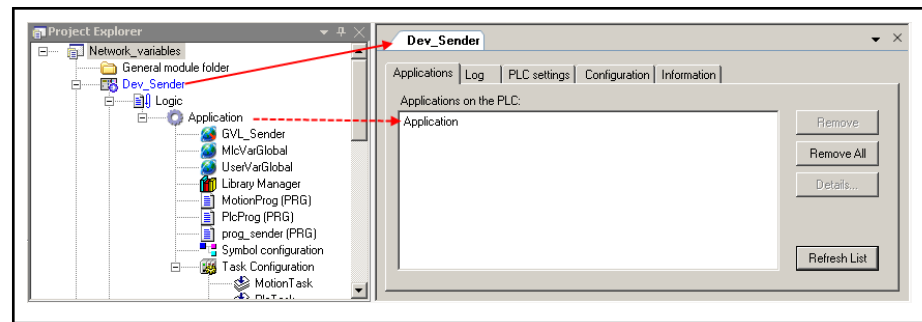 Project Explorer
Network_variables
General module folder
Dev_Sender
Logic
Application
GVL_Sender
MlcVarGlobal
UserVarGlobal
Library Manager
MotionProg (PRG)
PlcProg (PRG)
prog_sender (PRG)
Symbol configuration
Task Configuration
MotionTask
PlcTask
Dev_Sender
Applications Log PLC settings Configuration Information
Applications on the PLC:
Application
Remove
Remove All
Details...
Refresh List